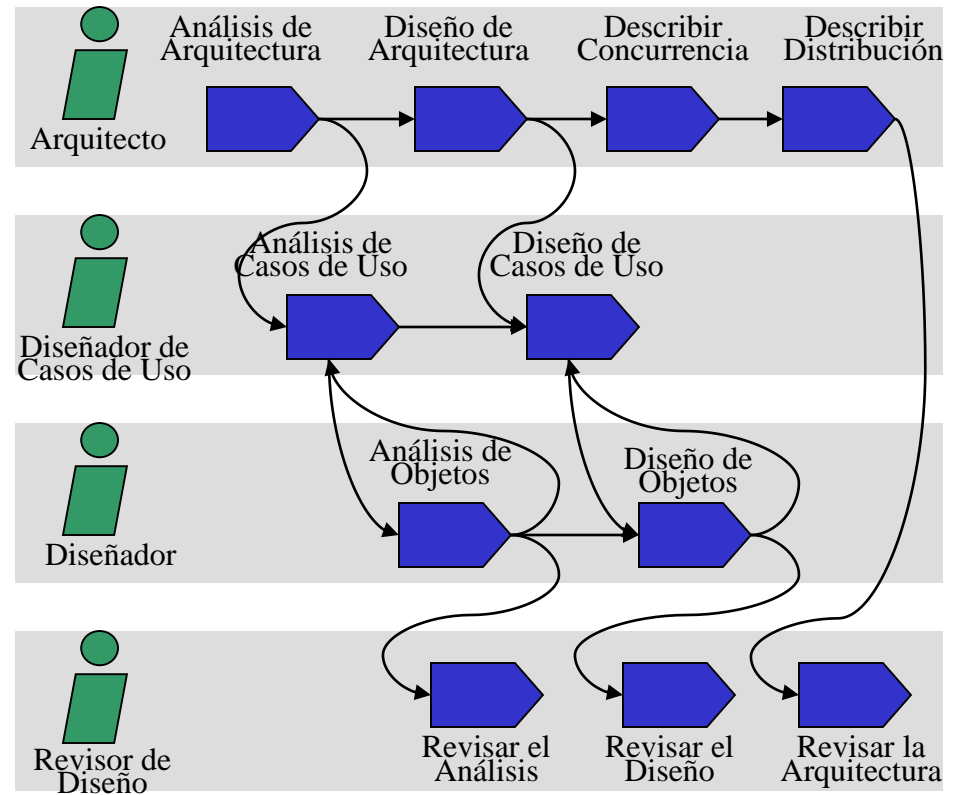 Análisis de
Arquitectura
Diseño de
Arquitectura
Describir
Concurrencia
Describir
Distribución
Arquitecto
Análisis de
Casos de Uso
Diseño de
Casos de Uso
Diseñador de
Casos de Uso
Análisis de
Objetos
Diseño de
Objetos
Diseñador
Revisor de
Diseño
Revisar el
Análisis
Revisar el
Diseño
Revisar la
Arquitectura